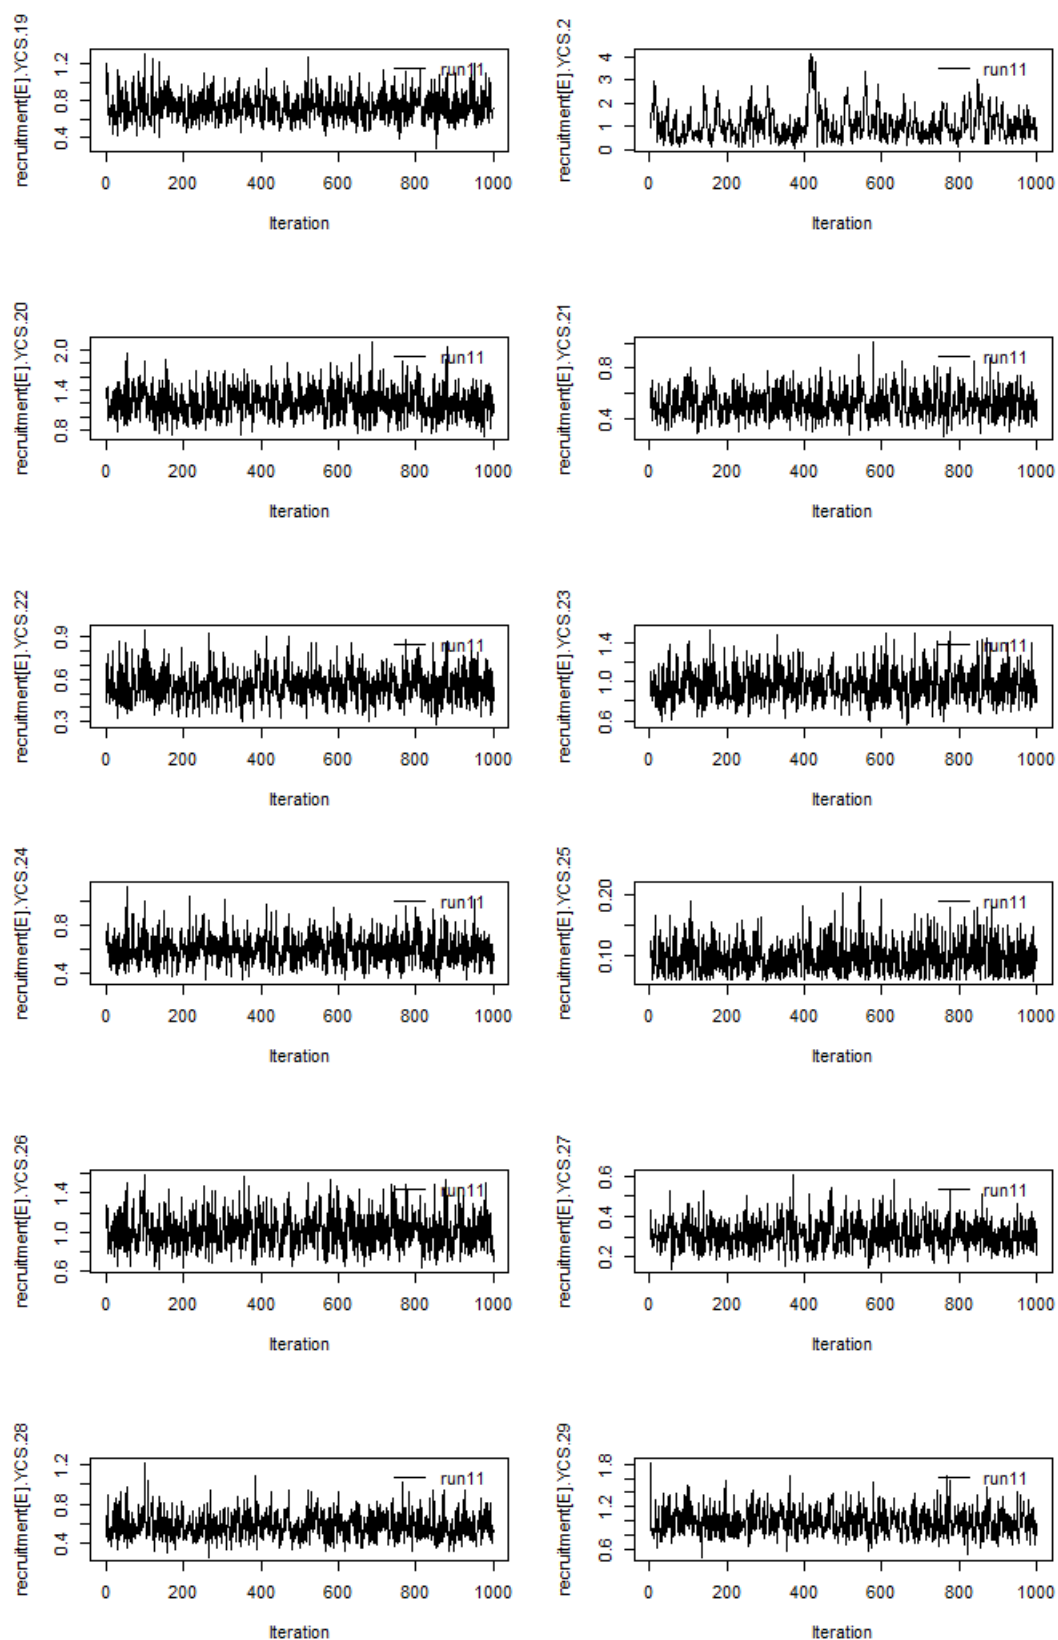 recruitment[E].YCS.19
0.4 0.8 1.2
run11
0 200 400 600 800 1000
Iteration
recruitment[E].YCS.2
0 1 2 3 4
run11
0 200 400 600 800 1000
Iteration
recruitment[E].YCS.20
0.8 1.4 2.0
run11
0 200 400 600 800 1000
Iteration
recruitment[E].YCS.21
0.4 0.8
run11
0 200 400 600 800 1000
Iteration
recruitment[E].YCS.22
0.3 0.6 0.9
run11
0 200 400 600 800 1000
Iteration
recruitment[E].YCS.23
0.6 1.0 1.4
run11
0 200 400 600 800 1000
Iteration
recruitment[E].YCS.24
0.4 0.8
run11
0 200 400 600 800 1000
Iteration
recruitment[E].YCS.25
0.10 0.20
run11
0 200 400 600 800 1000
Iteration
recruitment[E].YCS.26
0.6 1.0 1.4
run11
0 200 400 600 800 1000
Iteration
recruitment[E].YCS.27
0.2 0.4 0.6
run11
0 200 400 600 800 1000
Iteration
recruitment[E].YCS.28
0.4 0.8 1.2
run11
0 200 400 600 800 1000
Iteration
recruitment[E].YCS.29
0.6 1.2 1.8
run11
0 200 400 600 800 1000
Iteration